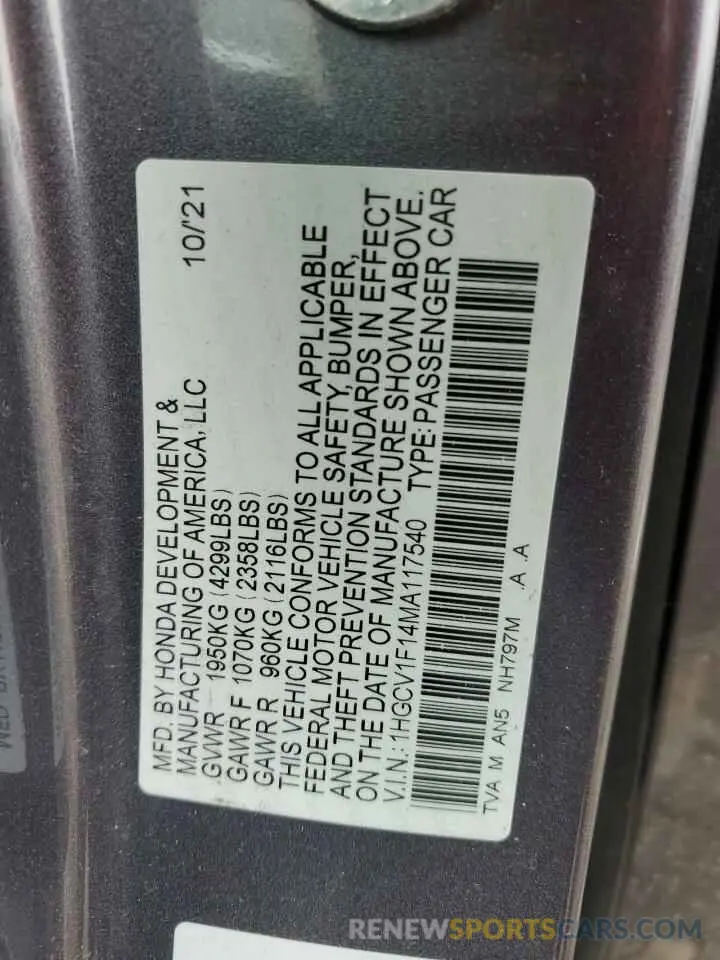 MFD. BY HONDA DEVELOPMENT &
MANUFACTURING OF AMERICA, LLC 10/'21
GVWR 1950KG (4299LBS)
GAWR F 1070KG (2358LBS)
GAWR R 960KG (2116LBS)
THIS VEHICLE CONFORMS TO ALL APPLICABLE
FEDERAL MOTOR VEHICLE SAFETY, BUMPER,
AND THEFT PREVENTION STANDARDS IN EFFECT
ON THE DATE OF MANUFACTURE SHOWN ABOVE.
V.I.N.: 1HGCV1F14MA117540 TYPE: PASSENGER CAR
TVA M AN5 NH797M .A .A
RENEWSPORTSCARS.COM